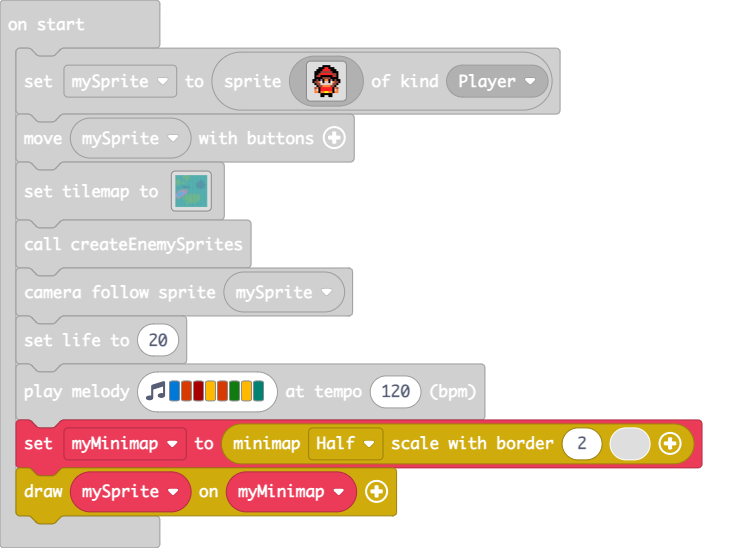 on start
set mySprite to sprite of kind Player
move mySprite with buttons
set tilemap to
call createEnemySprites
camera follow sprite mySprite
set life to 20
play melody at tempo 120 (bpm)
set myMinimap to minimap Half scale with border 2
draw mySprite on myMinimap